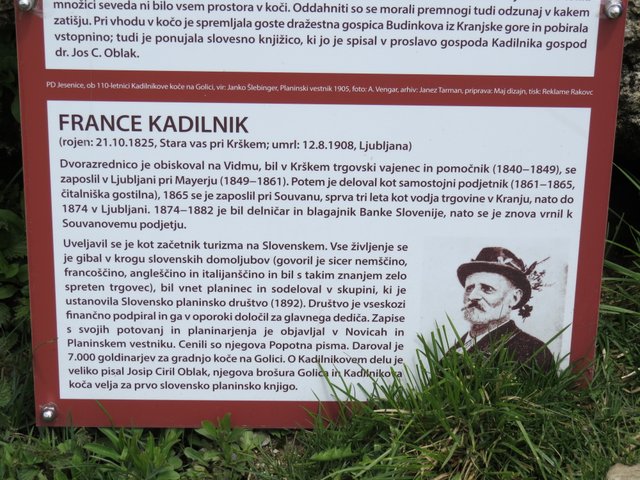 množici seveda ni bilo vsem prostora v koči. Oddahniti so se morali premnogi tudi odzunaj v kakem
zatišju. Pri vhodu v kočo je spremljala goste dražestna gospica Budinkova iz Kranjske gore in pobirala
vstopnino; tudi je ponujala slovesno knjižico, ki jo je spisal v proslavo gospoda Kadilnika gospod
dr. Jos C. Oblak.
PD Jesenice, ob 110-letnici Kadilnikove koče na Golici, vir: Janko Šlebinger, Planinski vestnik 1905, foto: A. Vengar, arhiv: Janez Tarman, priprava: Maj dizajn, tisk: Reklame Rakovc
FRANCE KADILNIK
(rojen: 21.10.1825, Stara vas pri Krškem; umrl: 12.8.1908, Ljubljana)
Dvorazrednico je obiskoval na Vidmu, bil v Krškem trgovski vajenec in pomočnik (1840–1849), se
zaposlil v Ljubljani pri Mayerju (1849–1861). Potem je deloval kot samostojni podjetnik (1861–1865,
čitalniška gostilna), 1865 se je zaposlil pri Souvanu, sprva tri leta kot vodja trgovine v Kranju, nato do
1874 v Ljubljani. 1874–1882 je bil delničar in blagajnik Banke Slovenije, nato se je znova vrnil k
Souvanovemu podjetju.
Uveljavil se je kot začetnik turizma na Slovenskem. Vse življenje se
je gibal v krogu slovenskih domoljubov (govoril je sicer nemščino,
francoščino, angleščino in italijanščino in bil s takim znanjem zelo
spreten trgovec), bil vnet planinec in sodeloval v skupini, ki je
ustanovila Slovensko planinsko društvo (1892). Društvo je vseskozi
finančno podpiral in ga v oporoki določil za glavnega dediča. Zapise
s svojih potovanj in planinarjenja je objavljal v Novicah in
Planinskem vestniku. Cenili so njegova Popotna pisma. Daroval je
7.000 goldinarjev za gradnjo koče na Golici. O Kadilnikovem delu je
veliko pisal Josip Ciril Oblak, njegova brošura Golica in Kadilnikova
koča velja za prvo slovensko planinsko knjigo.